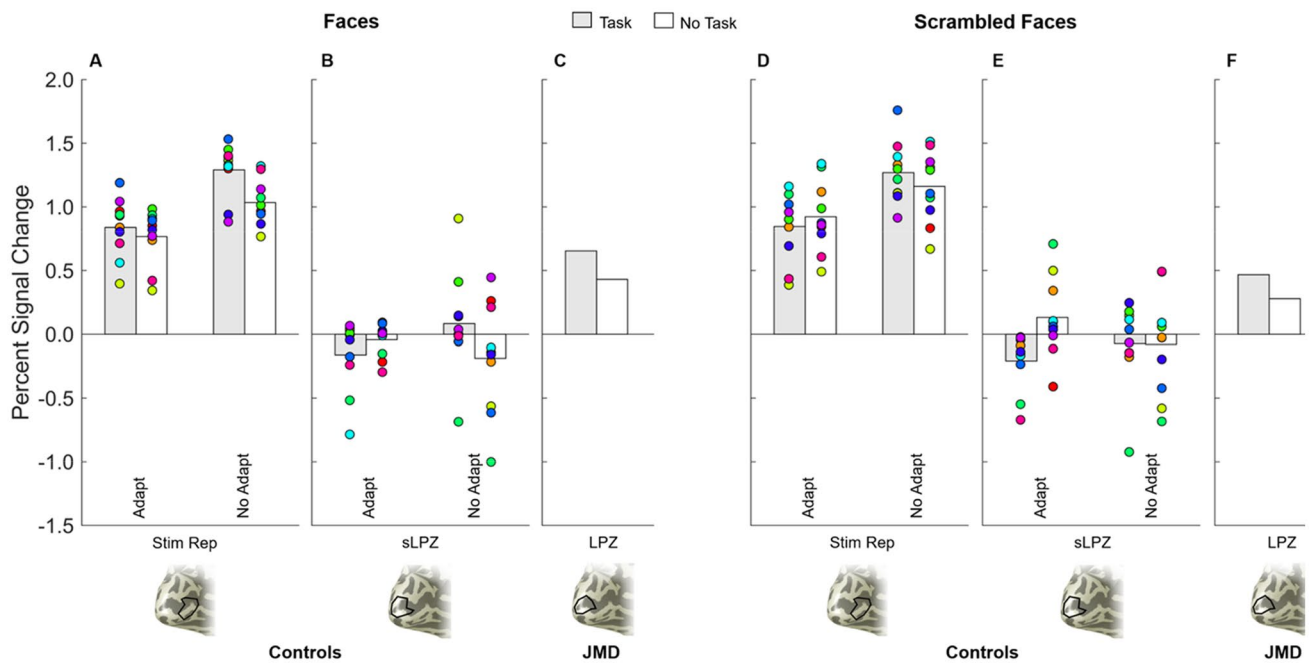 Faces
Task
No Task
Scrambled Faces
A
B
C
D
E
F
Percent Signal Change
2.0
1.5
1.0
0.5
0.0
-0.5
-1.0
-1.5
Adapt
No Adapt
Adapt
No Adapt
Adapt
No Adapt
Adapt
No Adapt
Stim Rep
sLPZ
LPZ
Stim Rep
sLPZ
LPZ
Controls
JMD
Controls
JMD